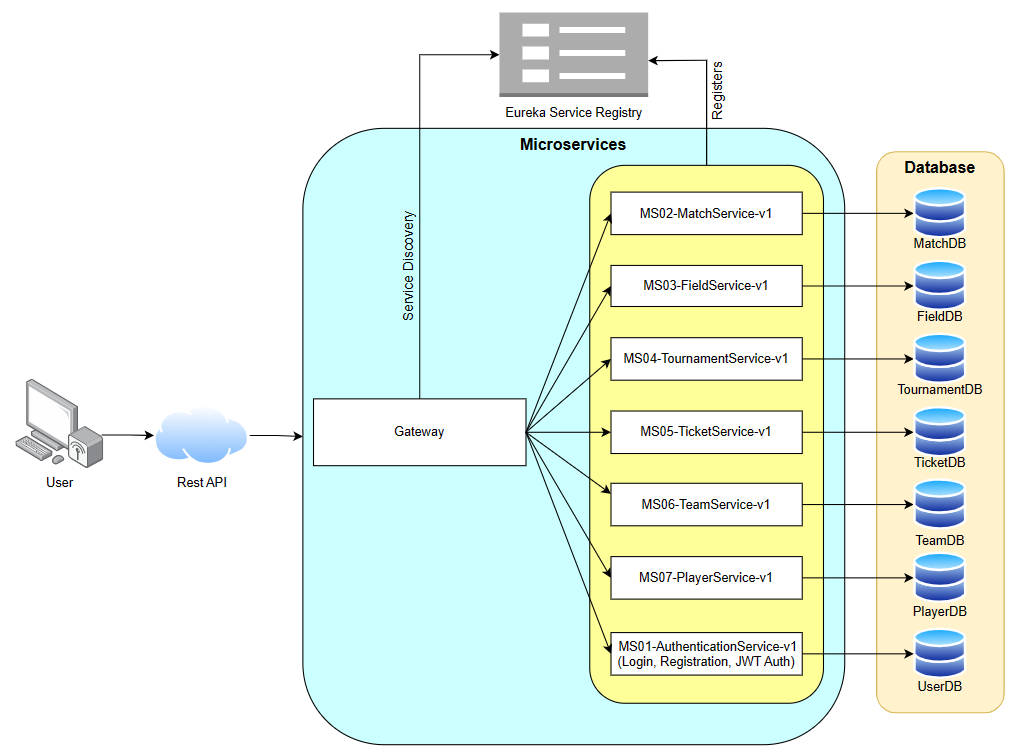 Eureka Service Registry
Registers
Microservices
Database
Service Discovery
MS02-MatchService-v1
MatchDB
MS03-FieldService-v1
FieldDB
MS04-TournamentService-v1
TournamentDB
Gateway
MS05-TicketService-v1
TicketDB
User
Rest API
MS06-TeamService-v1
TeamDB
MS07-PlayerService-v1
PlayerDB
MS01-AuthenticationService-v1
(Login, Registration, JWT Auth)
UserDB